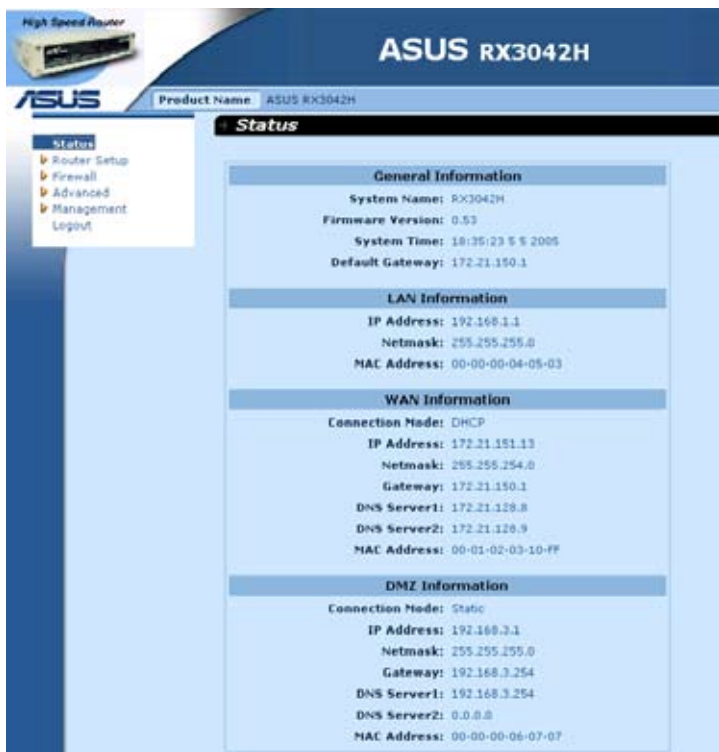 High Speed Router
ASUS RX3042H
ASUS
Product Name ASUS RX3042H
Status
Status
Router Setup
Firewall
Advanced
Management
Logout
General Information
System Name: RX3042H
Firmware Version: 0.53
System Time: 18:35:23 5 5 2005
Default Gateway: 172.21.150.1
LAN Information
IP Address: 192.168.1.1
Netmask: 255.255.255.0
MAC Address: 00-00-00-04-05-03
WAN Information
Connection Mode: DHCP
IP Address: 172.21.151.13
Netmask: 255.255.254.0
Gateway: 172.21.150.1
DNS Server1: 172.21.128.8
DNS Server2: 172.21.128.9
MAC Address: 00-01-02-03-10-FF
DMZ Information
Connection Mode: Static
IP Address: 192.168.3.1
Netmask: 255.255.255.0
Gateway: 192.168.3.254
DNS Server1: 192.168.3.254
DNS Server2: 0.0.0.0
MAC Address: 00-00-00-06-07-07